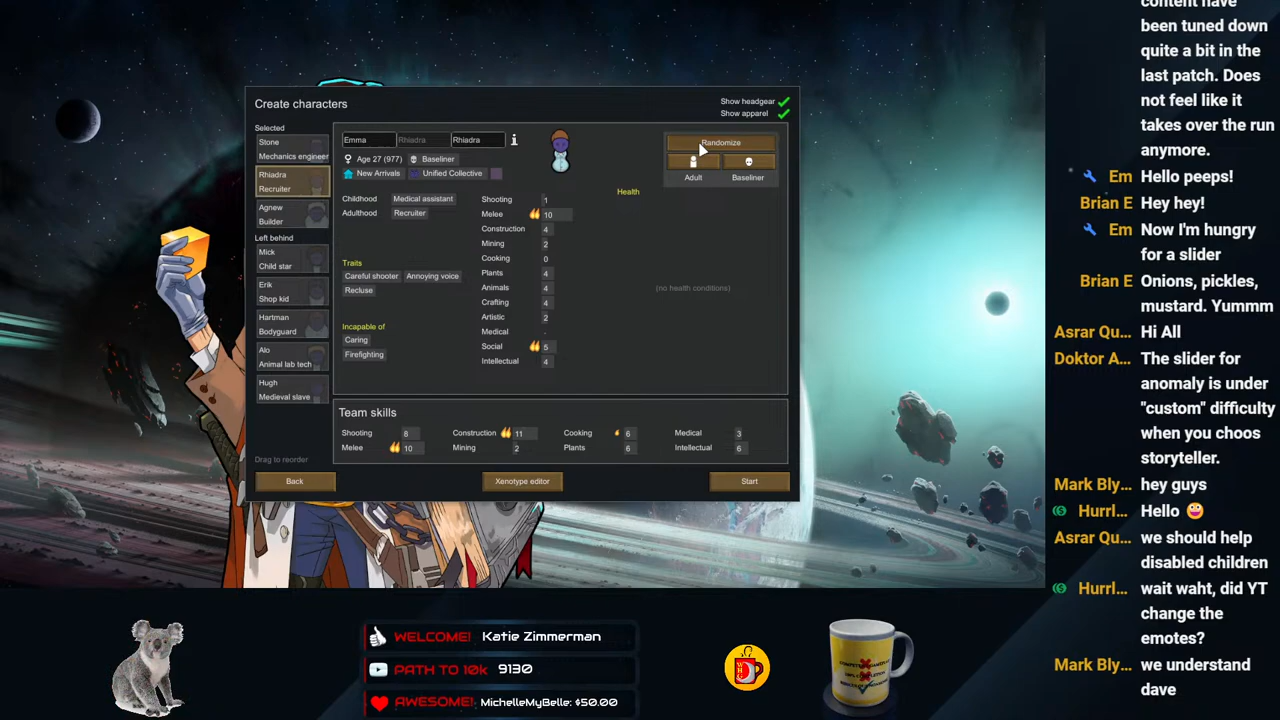 Create characters
Show headgear
Show apparel
Selected
Stone
Mechanics engineer
Rhiadra
Recruiter
Agnew
Builder
Left behind
Mick
Child star
Erik
Shop kid
Hartman
Bodyguard
Alo
Animal lab tech
Hugh
Medieval slave
Drag to reorder
Emma Rhiadra Rhiadra
Age 27 (977) Baseliner
New Arrivals Unified Collective
Childhood Medical assistant
Adulthood Recruiter
Traits
Careful shooter Annoying voice
Recluse
Incapable of
Caring
Firefighting
Shooting 1
Melee 10
Construction 4
Mining 2
Cooking 0
Plants 4
Animals 4
Crafting 4
Artistic 2
Medical -
Social 5
Intellectual 4
Randomize
Adult Baseliner
Health
(no health conditions)
Team skills
Shooting 8 Construction 11 Cooking 6 Medical 3
Melee 10 Mining 2 Plants 6 Intellectual 6
Back Xenotype editor Start
content have
been tuned down
quite a bit in the
last patch. Does
not feel like it
takes over the run
anymore.
Em Hello peeps!
Brian E Hey hey!
Em Now I'm hungry
for a slider
Brian E Onions, pickles,
mustard. Yummm
Asrar Qu... Hi All
Doktor A... The slider for
anomaly is under
"custom" difficulty
when you choos
storyteller.
Mark Bly... hey guys
Hurrl... Hello
Asrar Qu... we should help
disabled children
Hurrl... wait waht, did YT
change the
emotes?
Mark Bly... we understand
dave
WELCOME! Katie Zimmerman
PATH TO 10K 9130
AWESOME! MichelleMyBelle: $50.00